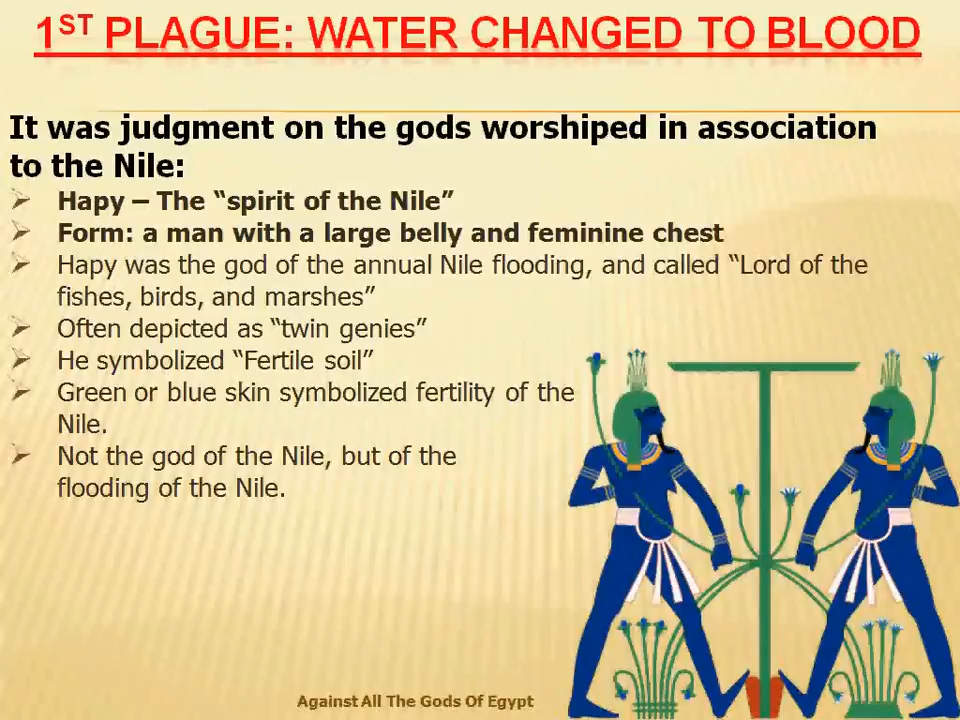 1ST PLAGUE: WATER CHANGED TO BLOOD
It was judgment on the gods worshiped in association
to the Nile:
Hapy – The “spirit of the Nile”
Form: a man with a large belly and feminine chest
Hapy was the god of the annual Nile flooding, and called “Lord of the
fishes, birds, and marshes”
Often depicted as “twin genies”
He symbolized “Fertile soil”
Green or blue skin symbolized fertility of the
Nile.
Not the god of the Nile, but of the
flooding of the Nile.
Against All The Gods Of Egypt